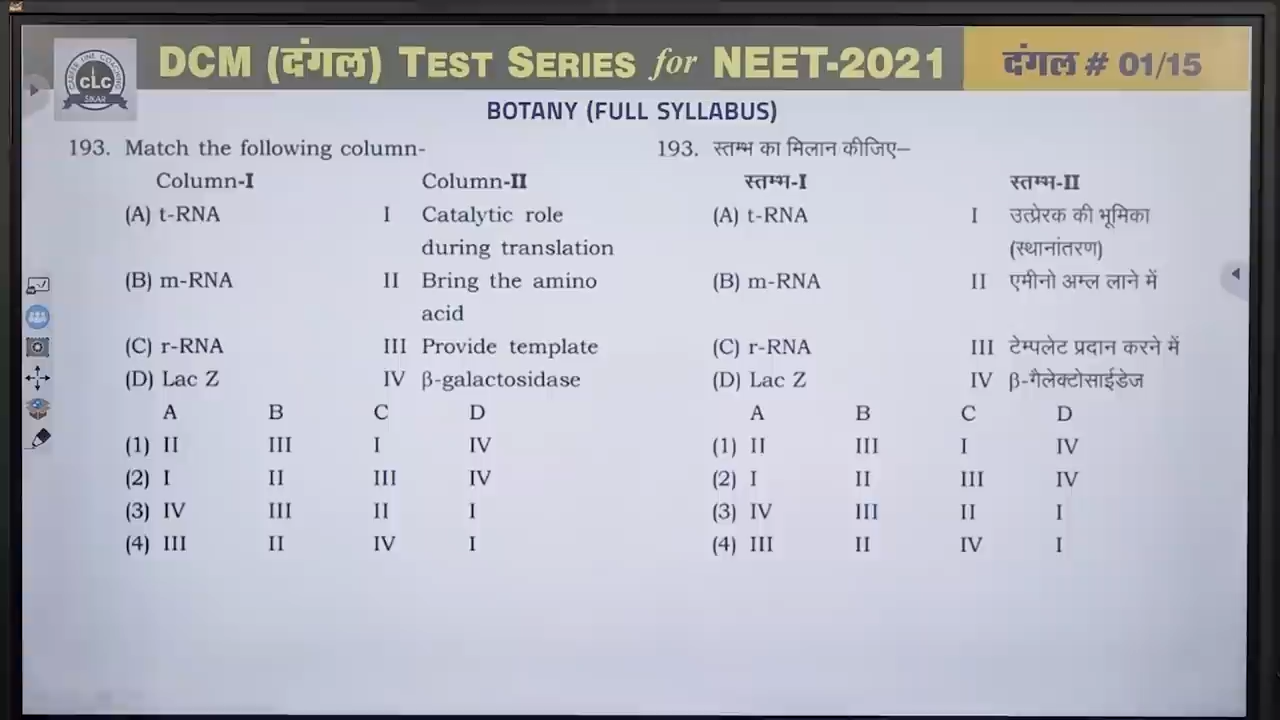 DCM (दंगल) TEST SERIES for NEET-2021
दंगल # 01/15
CLC
SIKAR
BOTANY (FULL SYLLABUS)
193. Match the following column-
Column-I Column-II
(A) t-RNA I Catalytic role
during translation
(B) m-RNA II Bring the amino
acid
(C) r-RNA III Provide template
(D) Lac Z IV β-galactosidase
A B C D
(1) II III I IV
(2) I II III IV
(3) IV III II I
(4) III II IV I
193. स्तम्भ का मिलान कीजिए–
स्तम्भ-I स्तम्भ-II
(A) t-RNA I उत्प्रेरक की भूमिका
(स्थानांतरण)
(B) m-RNA II एमीनो अम्ल लाने में
(C) r-RNA III टेम्पलेट प्रदान करने में
(D) Lac Z IV β-गैलेक्टोसाईडेज
A B C D
(1) II III I IV
(2) I II III IV
(3) IV III II I
(4) III II IV I